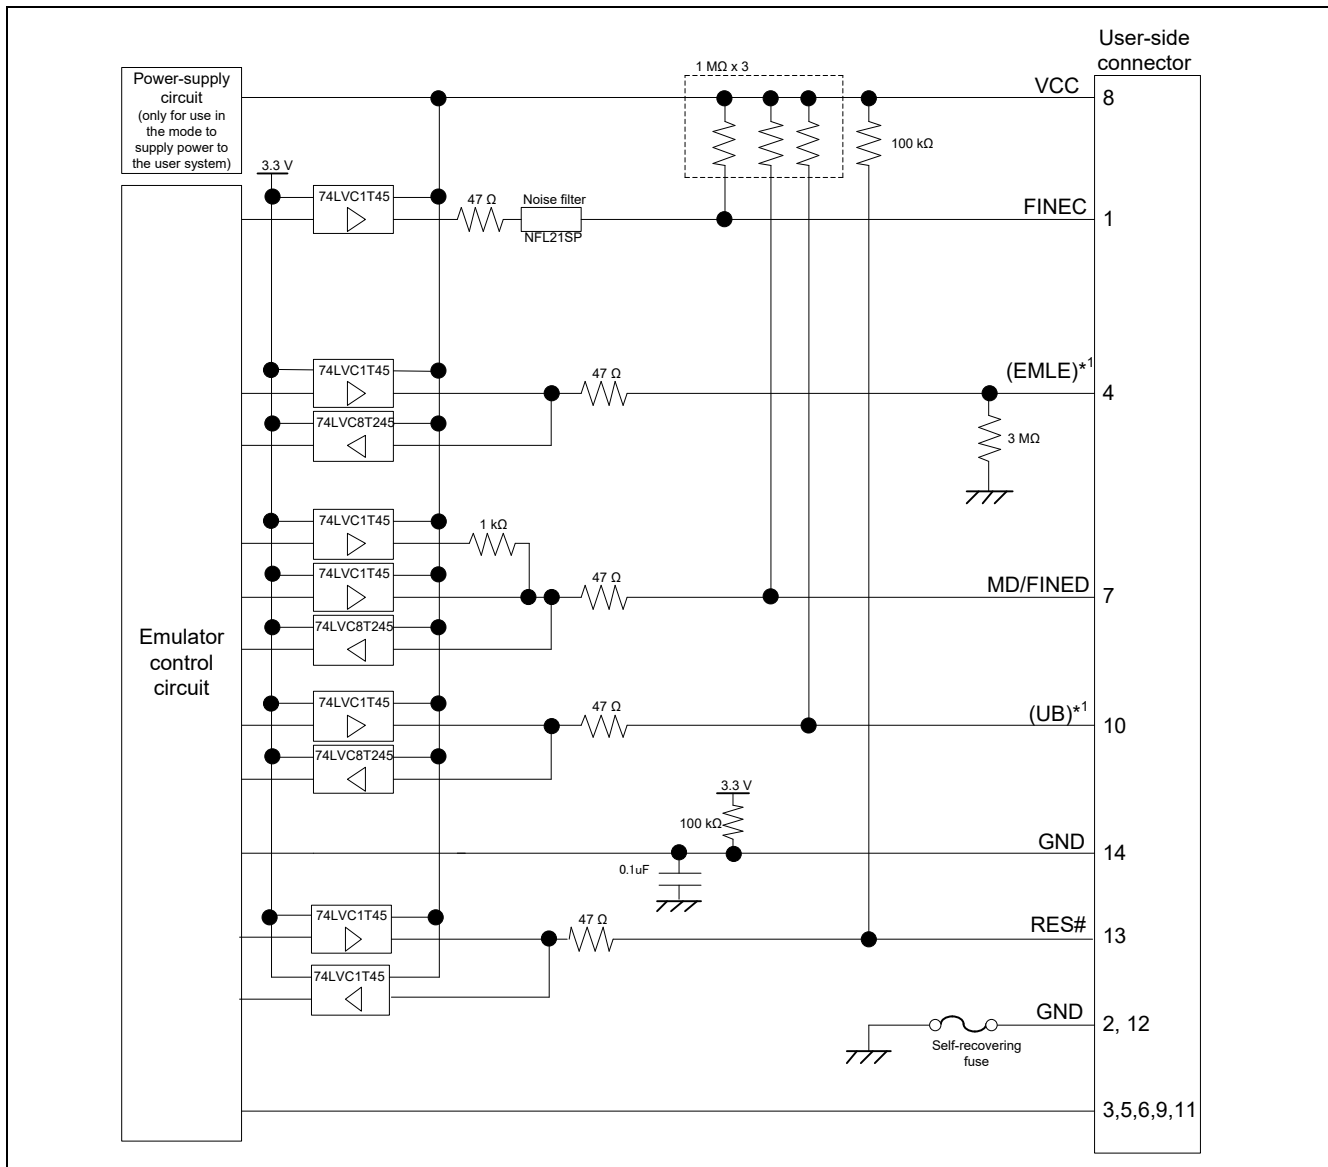 User-side
connector
Power-supply
circuit
(only for use in
the mode to
supply power to
the user system)
1 MΩ x 3
VCC
8
100 kΩ
3.3 V
74LVC1T45
47 Ω
Noise filter
NFL21SP
FINEC
1
74LVC1T45
47 Ω
(EMLE)*1
4
74LVC8T245
3 MΩ
74LVC1T45
1 kΩ
74LVC1T45
47 Ω
MD/FINED
7
74LVC8T245
Emulator
control
circuit
74LVC1T45
47 Ω
(UB)*1
10
74LVC8T245
3.3 V
100 kΩ
GND
14
0.1uF
74LVC1T45
47 Ω
RES#
13
74LVC1T45
GND
2, 12
Self-recovering
fuse
3,5,6,9,11